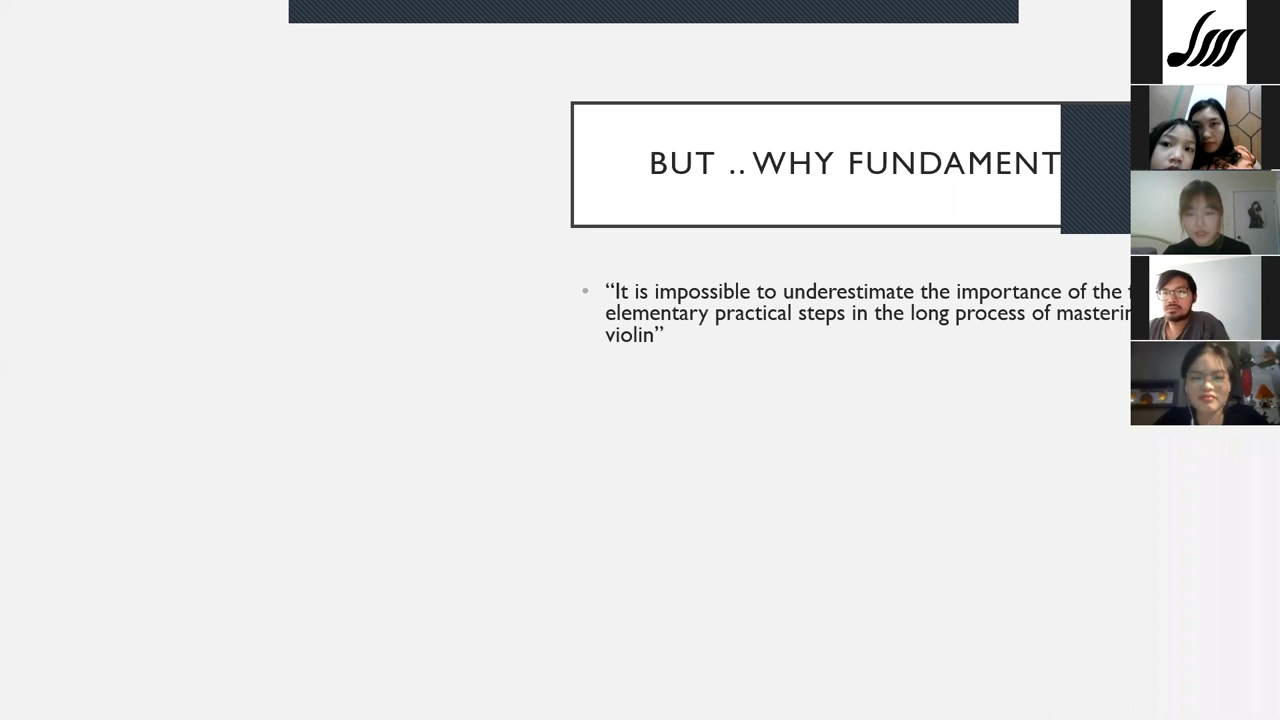 BUT .. WHY FUNDAMENT
“It is impossible to underestimate the importance of the
elementary practical steps in the long process of
violin”